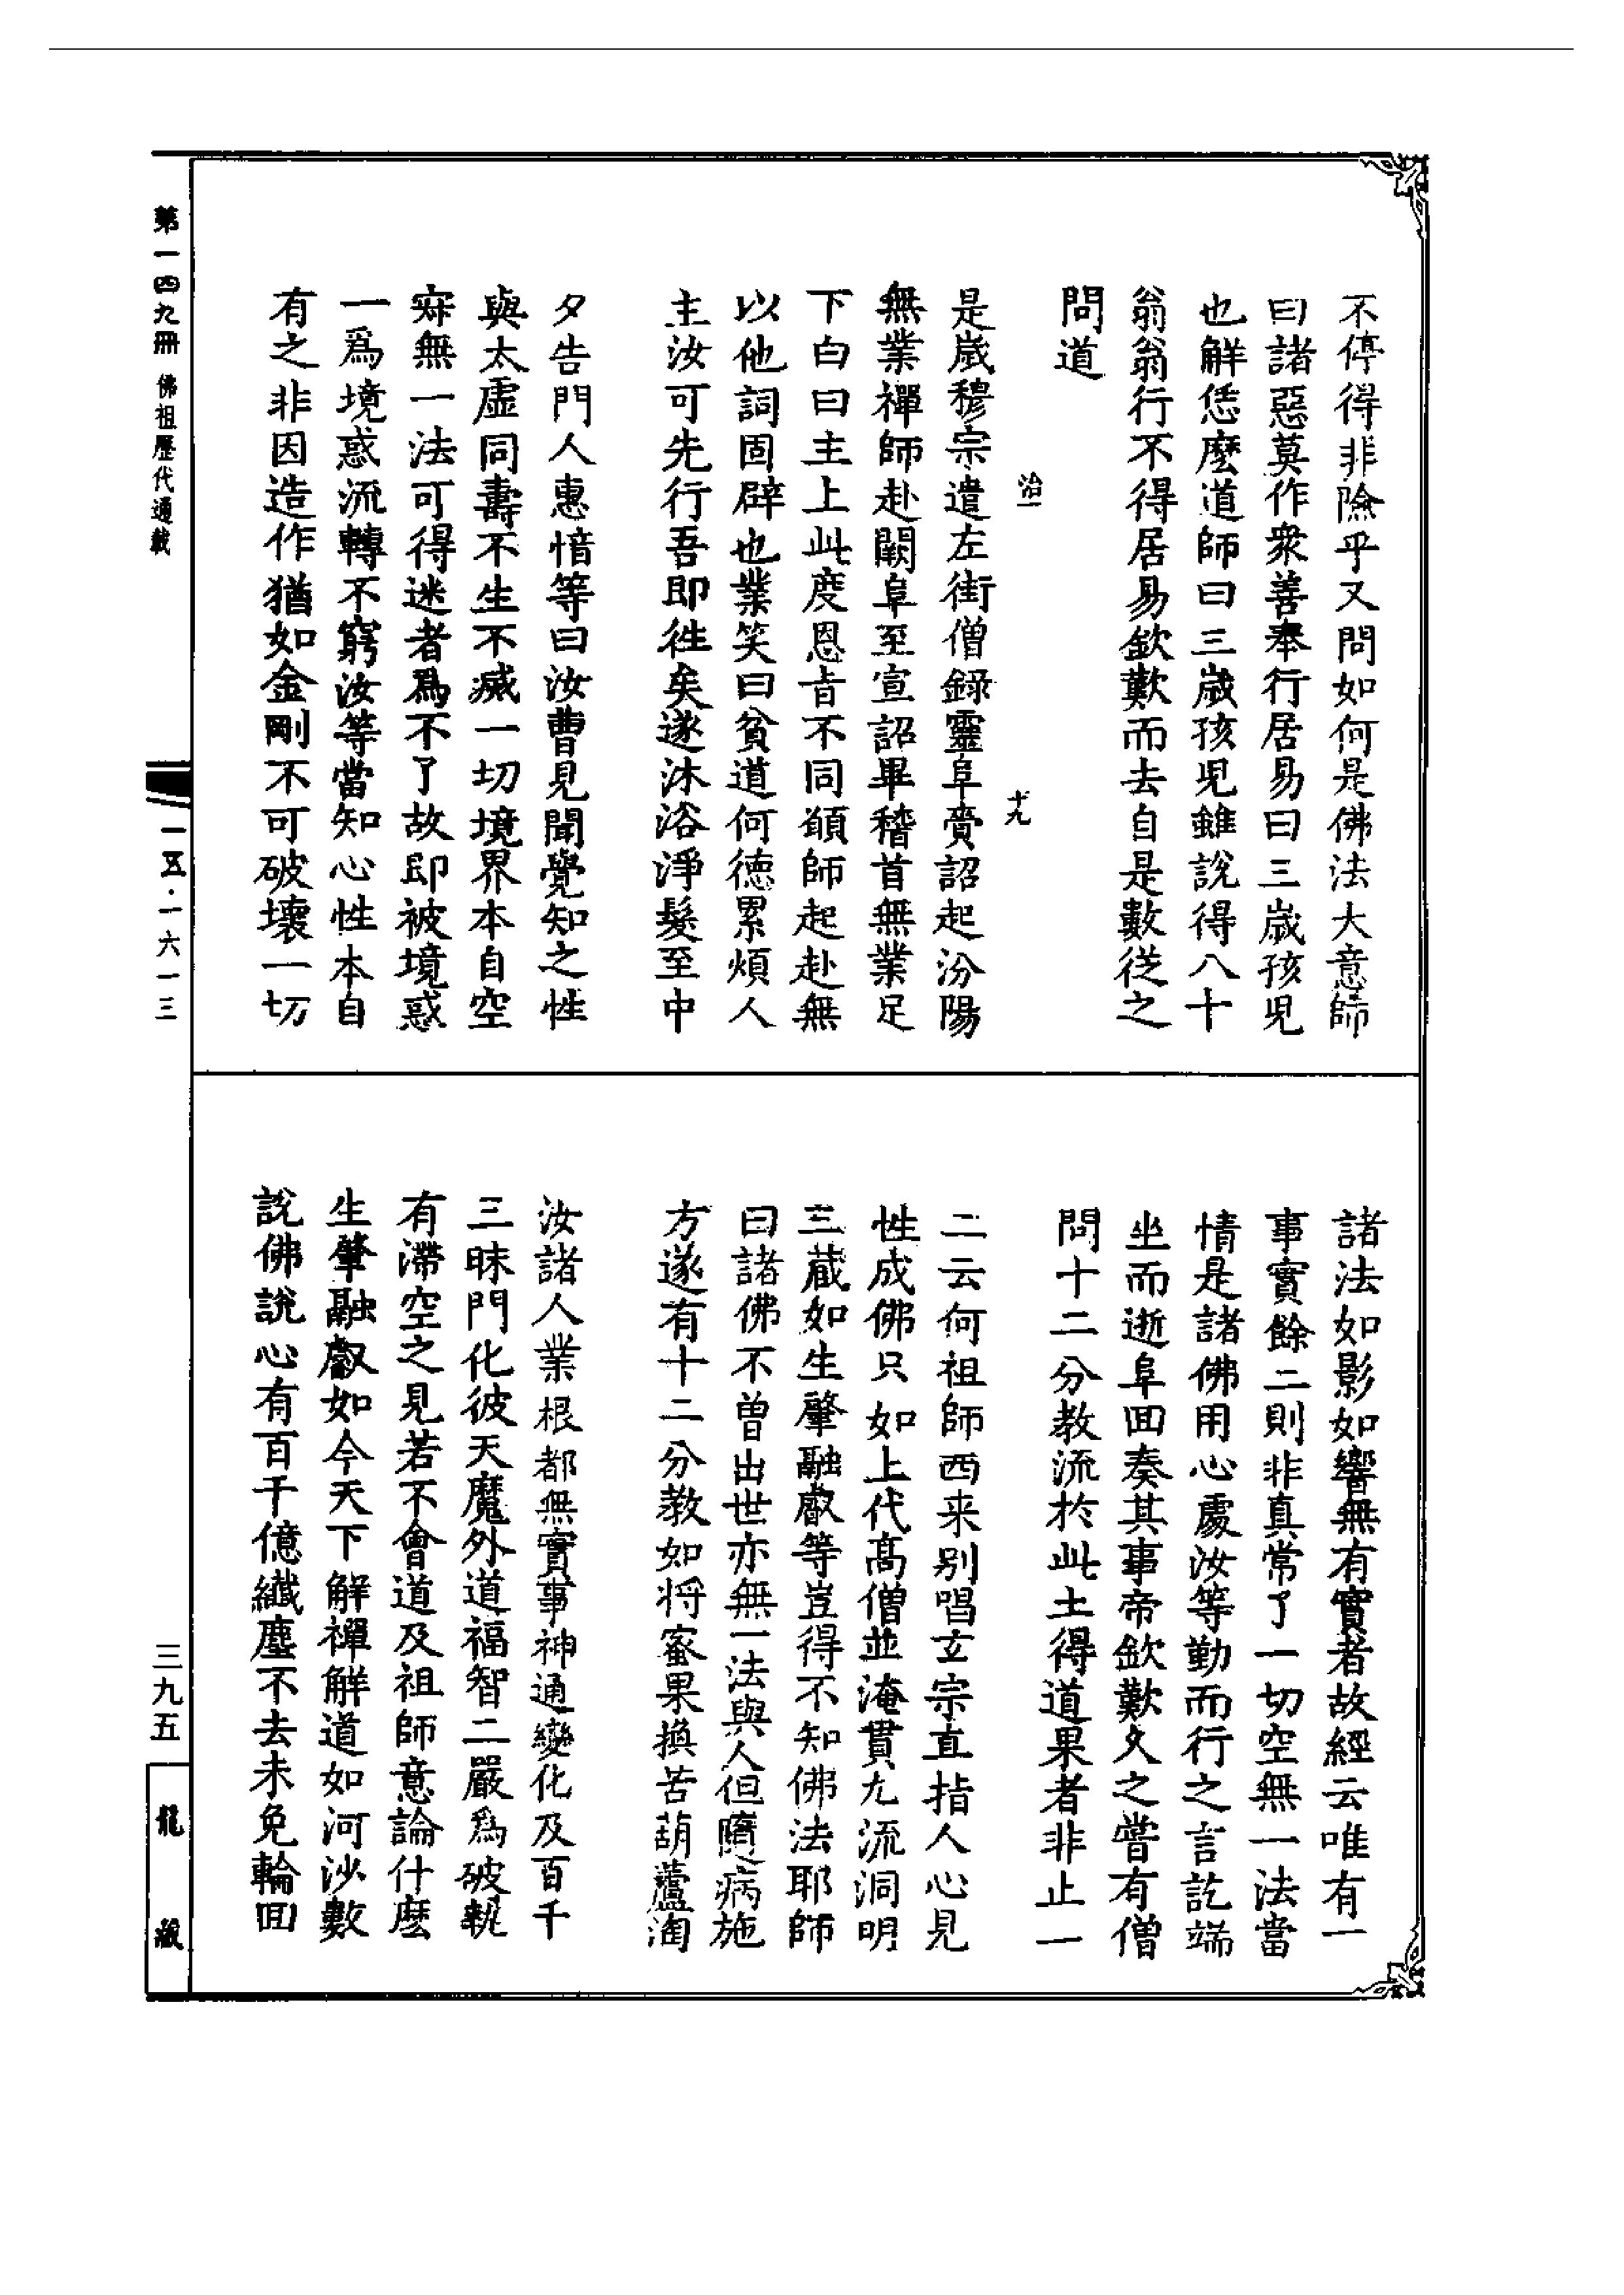 不停得非險乎又問如何是佛法大意師
曰諸惡莫作衆善奉行居易曰三歲孩兒
也解恁麽道師曰三歲孩兒雖說得八十
翁翁行不得居易欽歎而去自是數從之
問道
治一
十九
是歲穆宗遣左街僧録靈阜賫詔起汾陽
無業禪師赴闕阜至宣詔畢稽首無業足
下白曰主上此度恩旨不同頟師起赴無
以他詞固辟也業笑曰貧道何德累煩人
主汝可先行吾即徃矣遂沐浴淨髮至中
夕告門人惠愔等曰汝曹見聞覺知之性
與太虛同壽不生不滅一切境界本自空
寂無一法可得迷者爲不了故即被境惑
一爲境惑流轉不窮汝等當知心性本自
有之非因造作猶如金剛不可破壞一切
諸法如影如響無有實者故經云唯有一
事實餘二則非真常了一切空無一法當
情是諸佛用心處汝等勤而行之言訖端
坐而逝阜回奏其事帝欽歎久之嘗有僧
問十二分教流於此土得道果者非止一
二云何祖師西来别唱玄宗直指人心見
性成佛只如上代高僧並淹貫九流洞明
三蔵如生肇融叡等豈得不知佛法耶師
曰諸佛不曾出世亦無一法與人但隨病施
方遂有十二分教如将蜜果換苦葫蘆淘
汝諸人業根都無實事神通變化及百千
三昧門化彼天魔外道福智二嚴爲破執
有滯空之見若不會道及祖師意論什麽
生肇融叡如今天下解禪解道如河沙數
說佛說心有百千億纖塵不去未免輪回
第一四九冊 佛祖歷代通載
一五·一六一三
三九五
龍藏